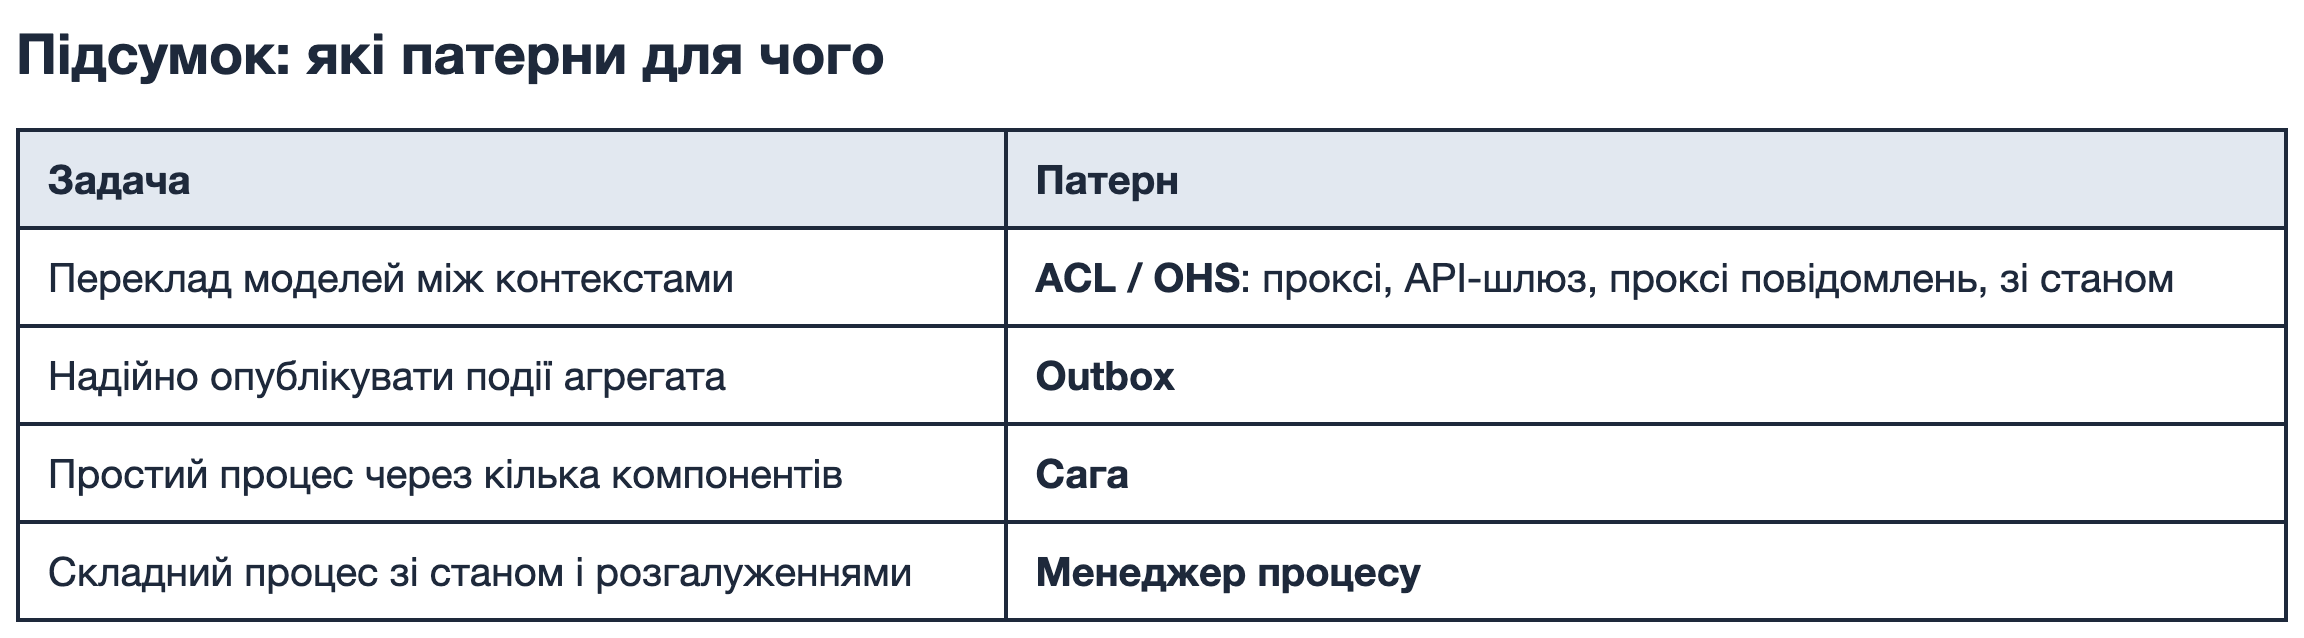 Підсумок: які патерни для чого
Задача
Патерн
Переклад моделей між контекстами
ACL / OHS: проксі, API-шлюз, проксі повідомлень, зі станом
Надійно опублікувати події агрегата
Outbox
Простий процес через кілька компонентів
Сага
Складний процес зі станом і розгалуженнями
Менеджер процесу